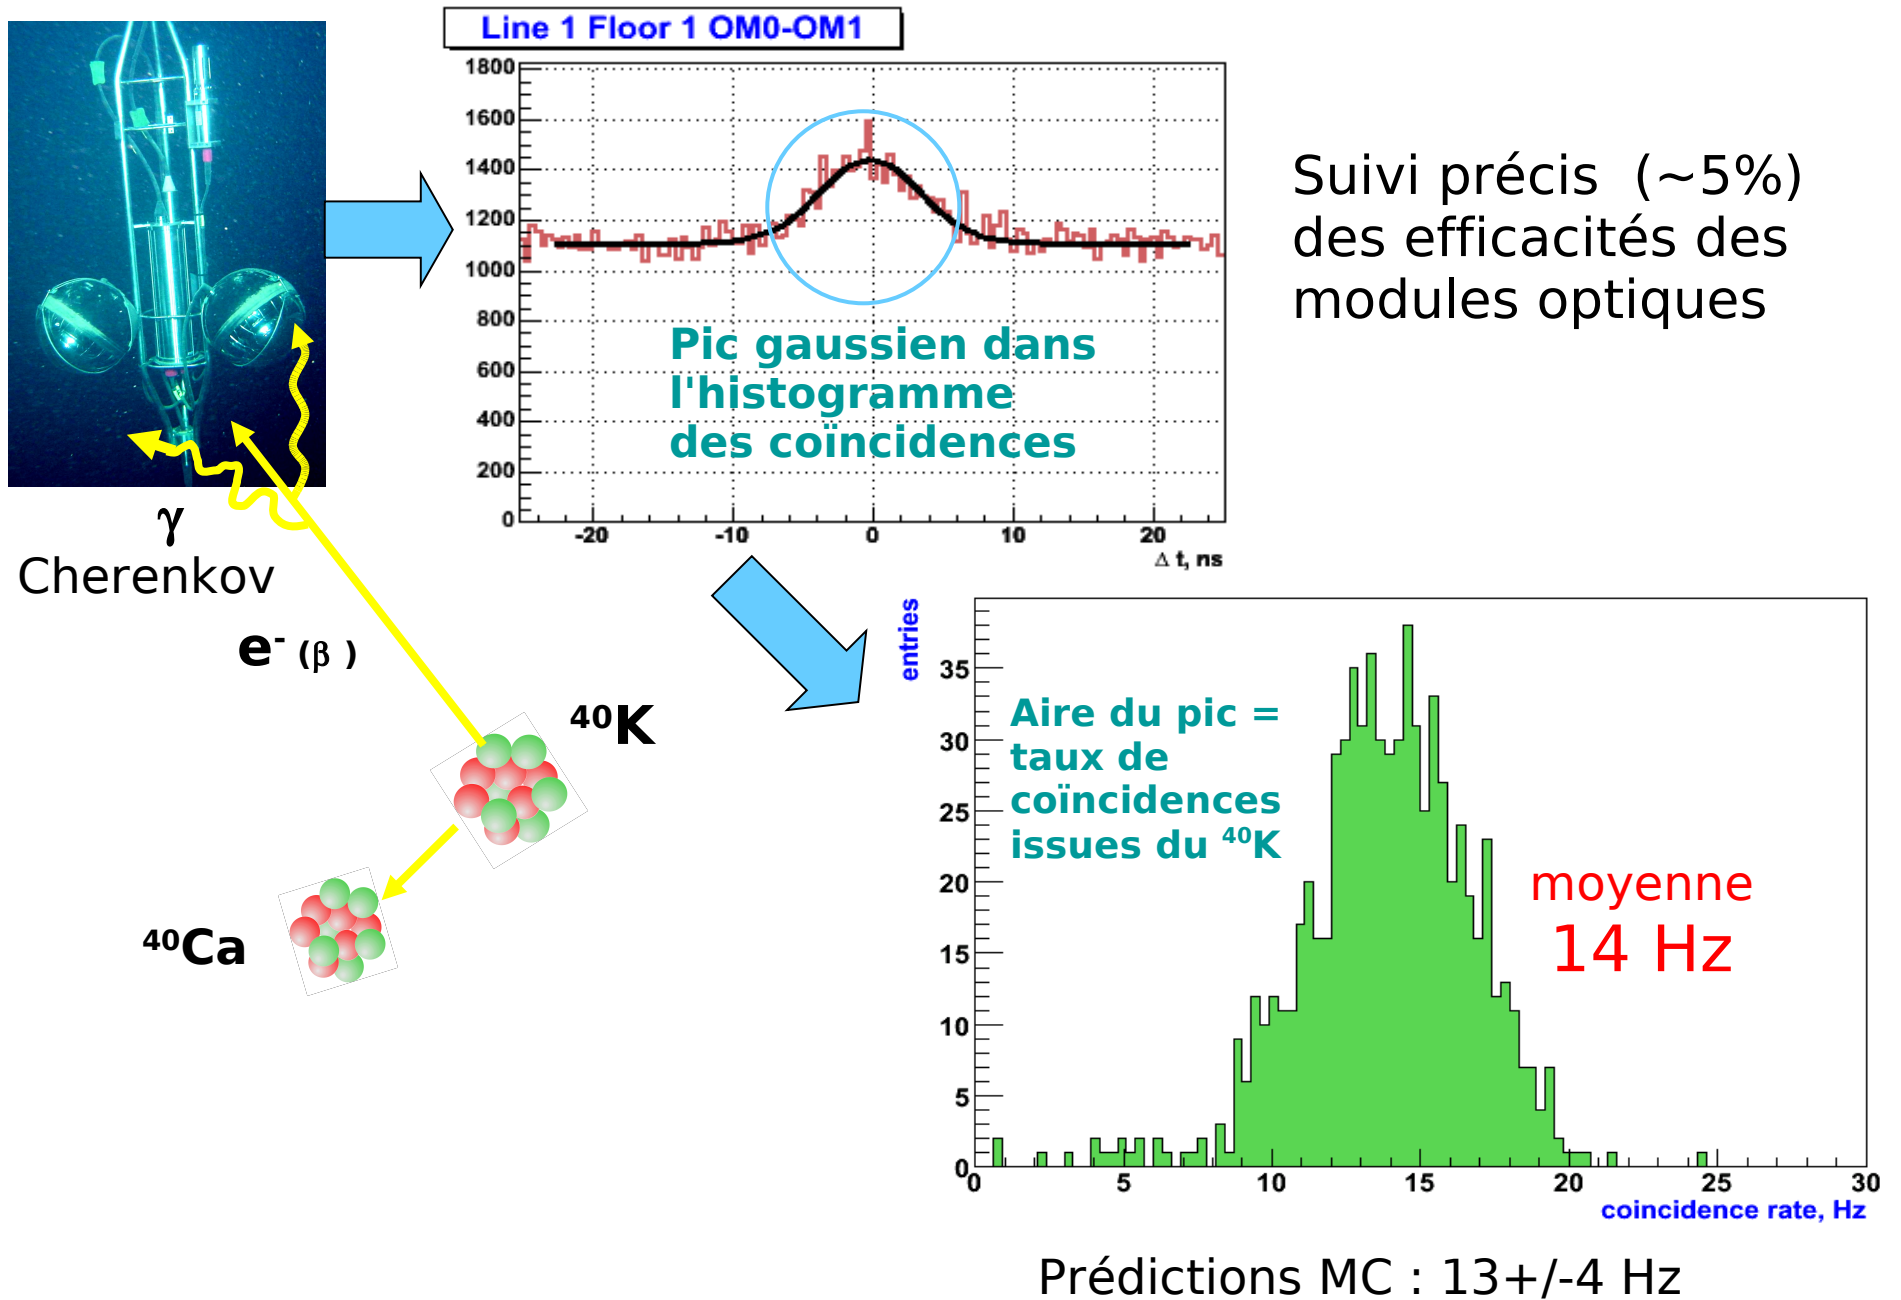 Line 1 Floor 1 OM0-OM1
1800
1600
1400
1200
1000
800
600
400
200
0
-20 -10 0 10 20
Δ t, ns
Pic gaussien dans
l'histogramme
des coïncidences
Suivi précis (~5%)
des efficacités des
modules optiques
γ
Cherenkov
e⁻ (β )
⁴⁰K
⁴⁰Ca
entries
35
30
25
20
15
10
5
0
0 5 10 15 20 25 30
coincidence rate, Hz
Aire du pic =
taux de
coïncidences
issues du ⁴⁰K
moyenne
14 Hz
Prédictions MC : 13+/-4 Hz